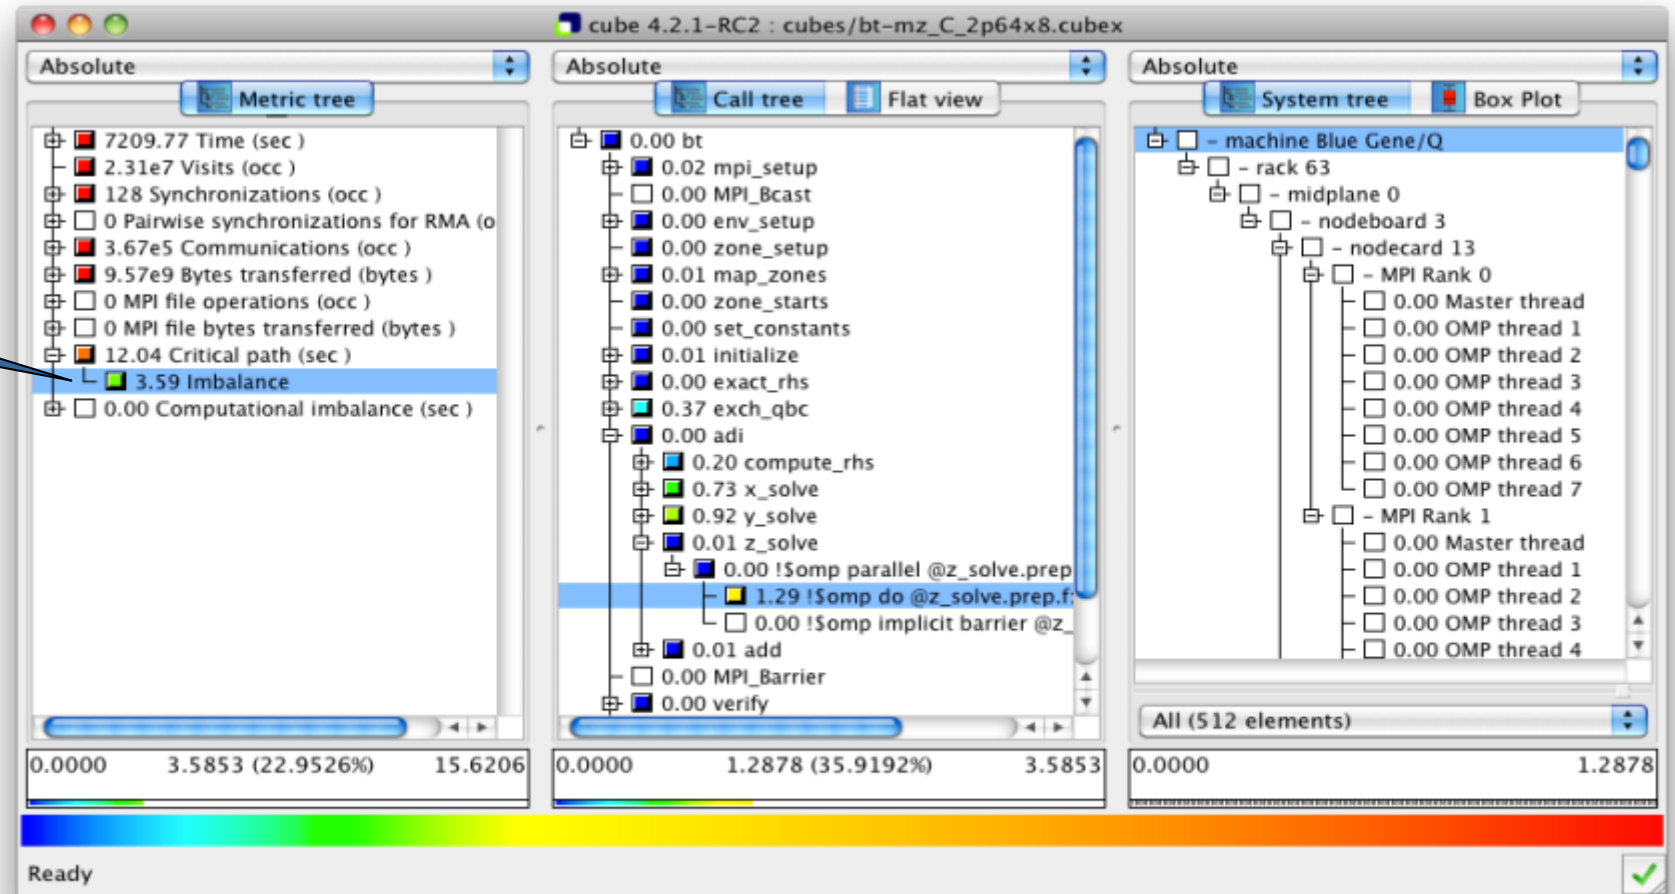 cube 4.2.1-RC2 : cubes/bt-mz_C_2p64x8.cubex
Absolute
Metric tree
7209.77 Time (sec )
2.31e7 Visits (occ )
128 Synchronizations (occ )
0 Pairwise synchronizations for RMA (o
3.67e5 Communications (occ )
9.57e9 Bytes transferred (bytes )
0 MPI file operations (occ )
0 MPI file bytes transferred (bytes )
12.04 Critical path (sec )
3.59 Imbalance
0.00 Computational imbalance (sec )
0.0000 3.5853 (22.9526%) 15.6206
Absolute
Call tree Flat view
0.00 bt
0.02 mpi_setup
0.00 MPI_Bcast
0.00 env_setup
0.00 zone_setup
0.01 map_zones
0.00 zone_starts
0.00 set_constants
0.01 initialize
0.00 exact_rhs
0.37 exch_qbc
0.00 adi
0.20 compute_rhs
0.73 x_solve
0.92 y_solve
0.01 z_solve
0.00 !$omp parallel @z_solve.prep
1.29 !$omp do @z_solve.prep.f:
0.00 !$omp implicit barrier @z_
0.01 add
0.00 MPI_Barrier
0.00 verify
0.0000 1.2878 (35.9192%) 3.5853
Absolute
System tree Box Plot
- machine Blue Gene/Q
- rack 63
- midplane 0
- nodeboard 3
- nodecard 13
- MPI Rank 0
0.00 Master thread
0.00 OMP thread 1
0.00 OMP thread 2
0.00 OMP thread 3
0.00 OMP thread 4
0.00 OMP thread 5
0.00 OMP thread 6
0.00 OMP thread 7
- MPI Rank 1
0.00 Master thread
0.00 OMP thread 1
0.00 OMP thread 2
0.00 OMP thread 3
0.00 OMP thread 4
All (512 elements)
0.0000 1.2878
Ready